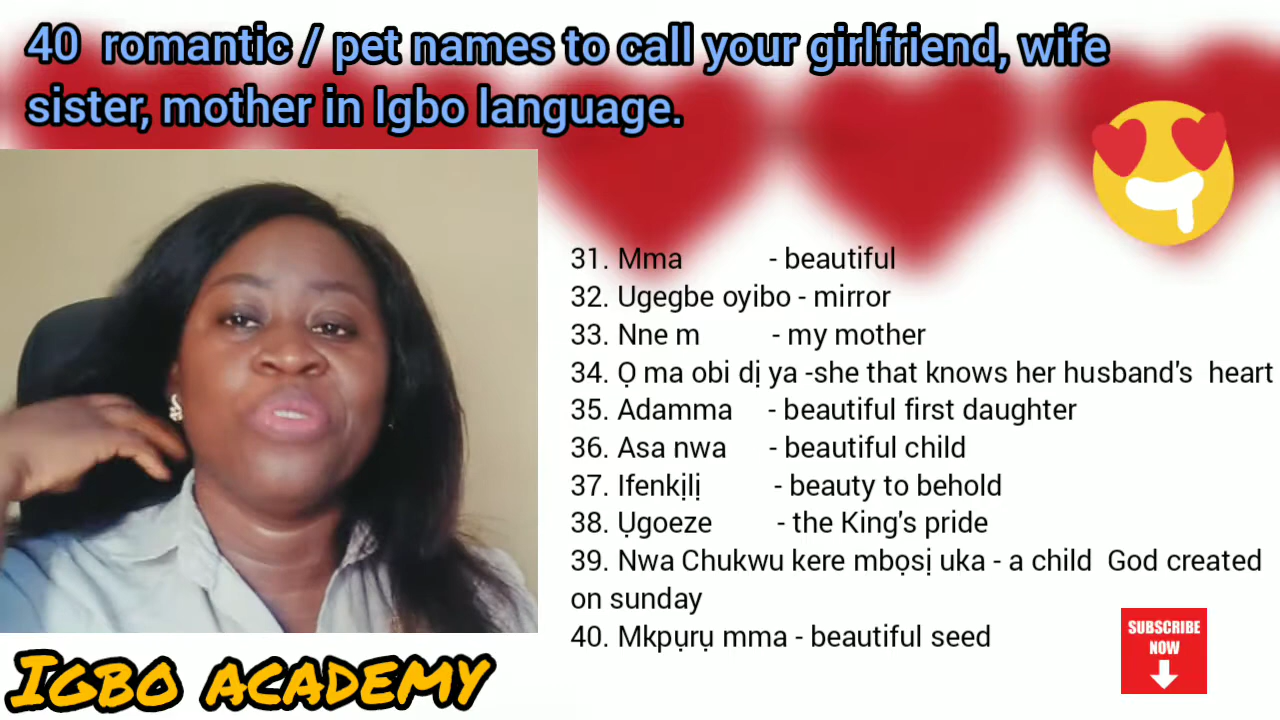 40 romantic / pet names to call your girlfriend, wife
sister, mother in Igbo language.
31. Mma - beautiful
32. Ugegbe oyibo - mirror
33. Nne m - my mother
34. Ọ ma obi dị ya -she that knows her husband's heart
35. Adamma - beautiful first daughter
36. Asa nwa - beautiful child
37. Ifenkịlị - beauty to behold
38. Ụgoeze - the King's pride
39. Nwa Chukwu kere mbọsị uka - a child God created
on sunday
40. Mkpụrụ mma - beautiful seed
SUBSCRIBE
NOW
IGBO ACADEMY